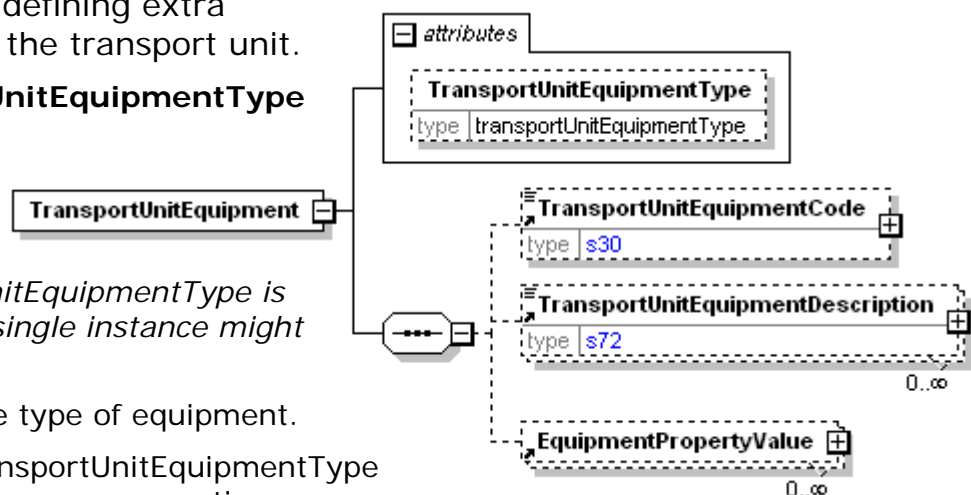 defining extra
the transport unit.
UnitEquipmentType
nitEquipmentType is
single instance might
e type of equipment.
nsportUnitEquipmentType
attributes
TransportUnitEquipmentType
type transportUnitEquipmentType
TransportUnitEquipment
TransportUnitEquipmentCode
type s30
TransportUnitEquipmentDescription
type s72
0..∞
EquipmentPropertyValue
0..∞